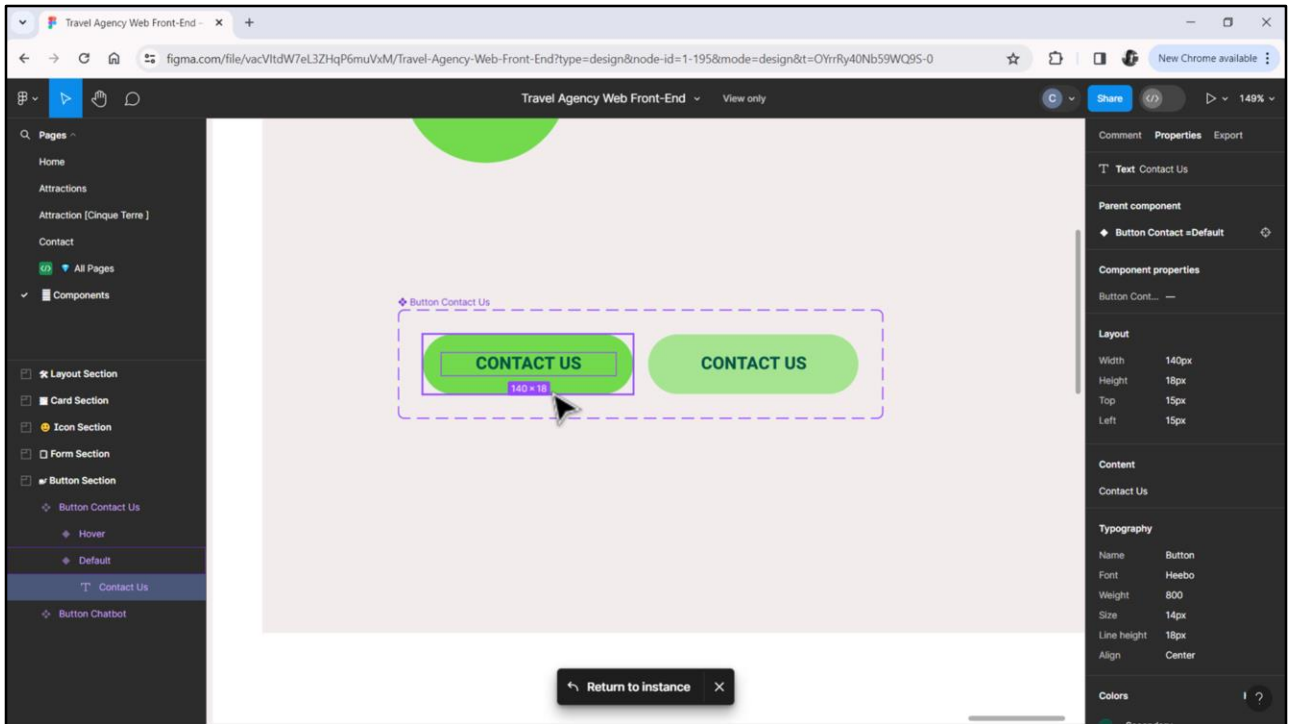 Travel Agency Web Front-End -
figma.com/file/vacVItdW7eL3ZHqP6muVxM/Travel-Agency-Web-Front-End?type=design&node-id=1-195&mode=design&t=OYrrRy40Nb59WQ9S-0
New Chrome available
Travel Agency Web Front-End
View only
C
Share
149%
Pages
Home
Attractions
Attraction [Cinque Terre ]
Contact
All Pages
Components
Layout Section
Card Section
Icon Section
Form Section
Button Section
Button Contact Us
Hover
Default
Contact Us
Button Chatbot
Button Contact Us
CONTACT US
140 × 18
CONTACT US
Return to instance
Comment Properties Export
Text Contact Us
Parent component
Button Contact =Default
Component properties
Button Cont... —
Layout
Width 140px
Height 18px
Top 15px
Left 15px
Content
Contact Us
Typography
Name Button
Font Heebo
Weight 800
Size 14px
Line height 18px
Align Center
Colors
?